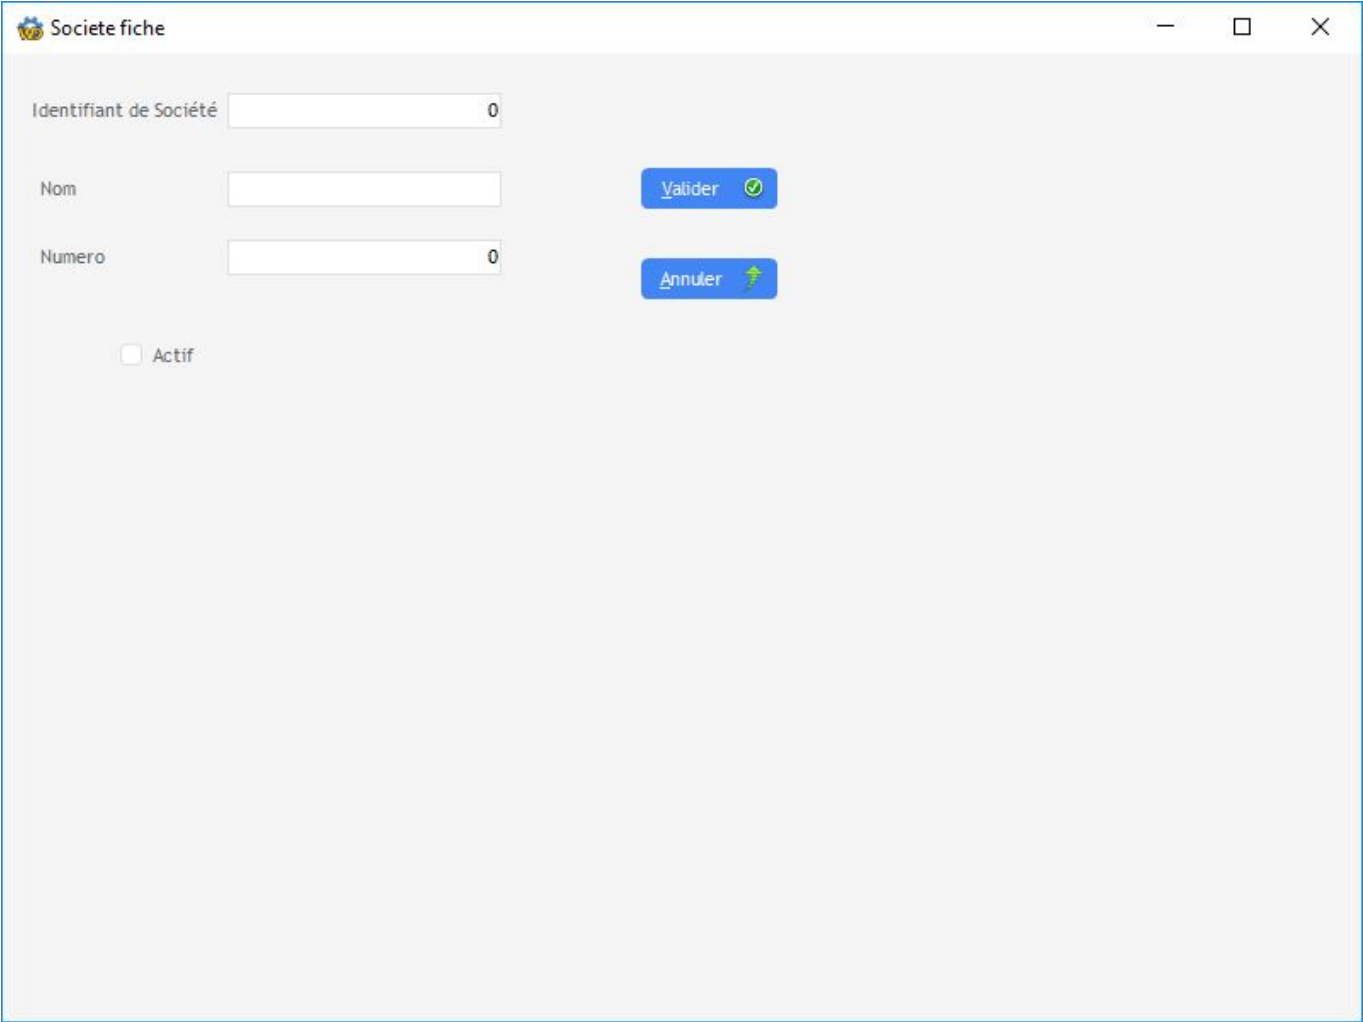 Societe fiche
Identifiant de Société 0
Nom
Valider
Numero 0
Annuler
Actif